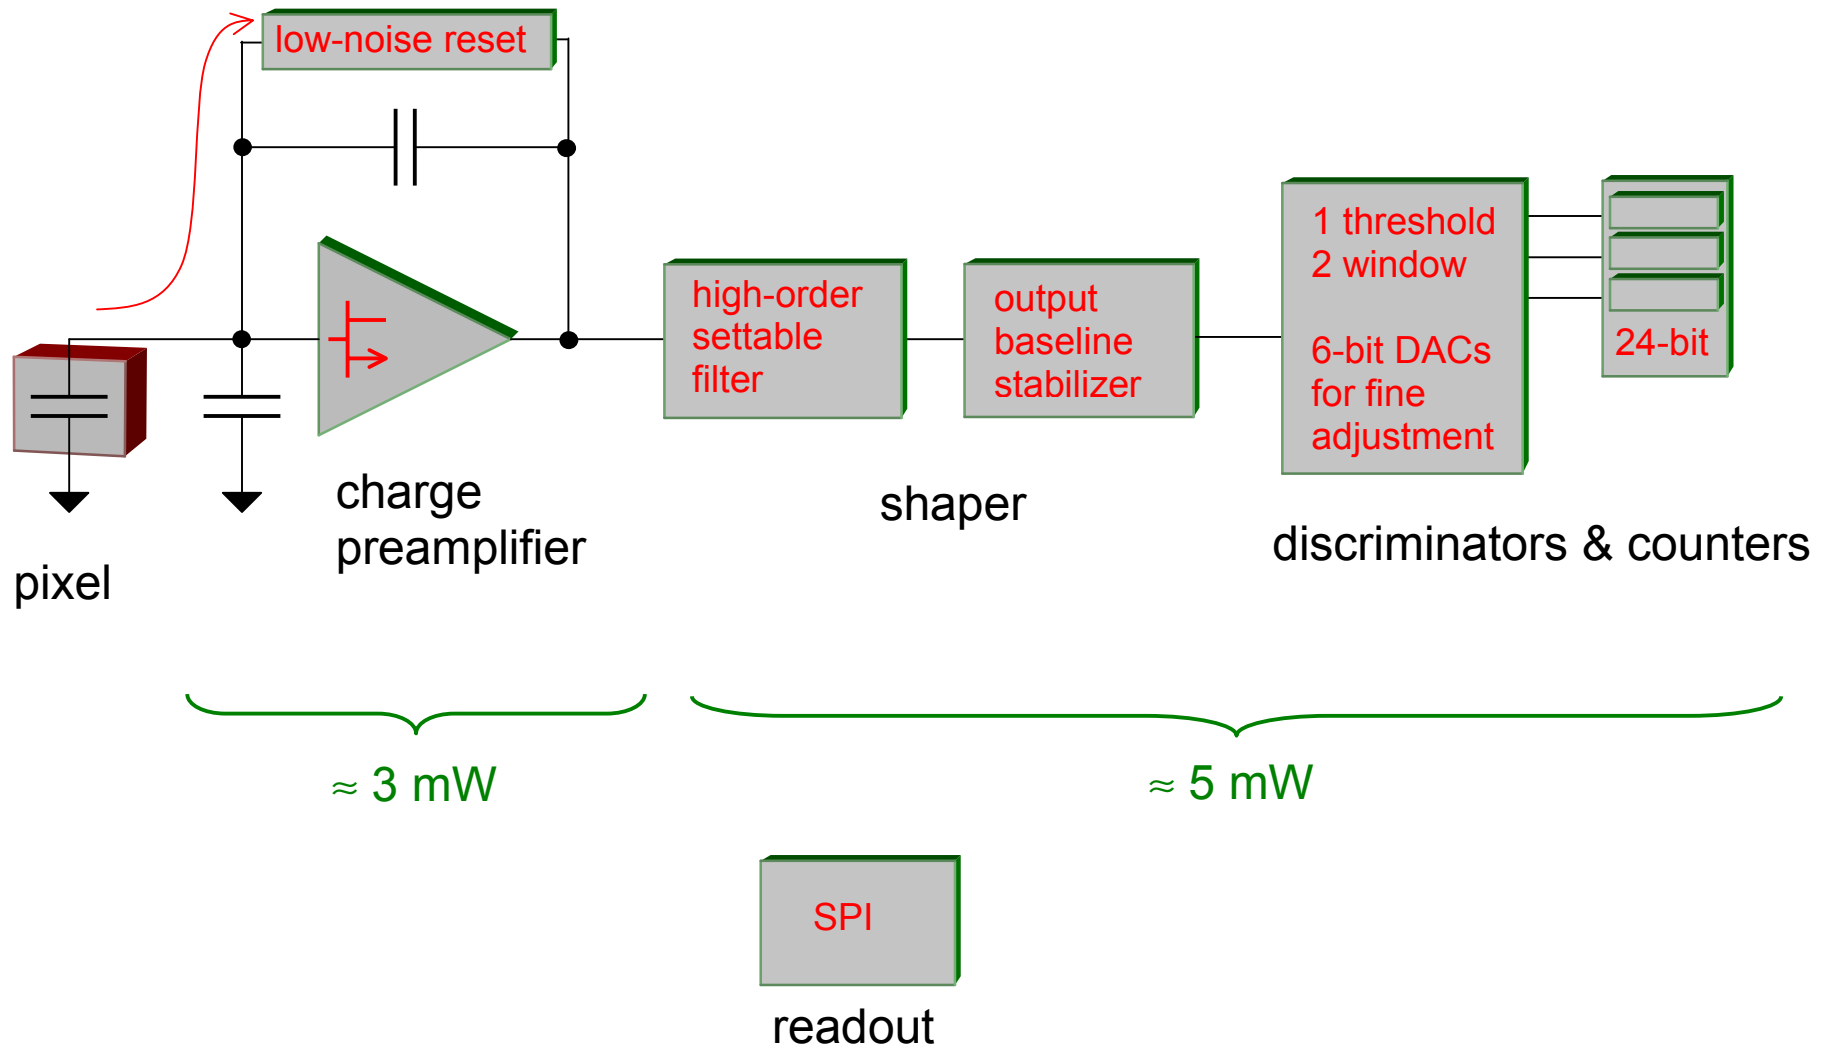 low-noise reset
1 threshold
2 window
6-bit DACs
for fine
adjustment
24-bit
high-order
settable
filter
output
baseline
stabilizer
charge
preamplifier
shaper
discriminators & counters
pixel
≈ 3 mW
≈ 5 mW
SPI
readout